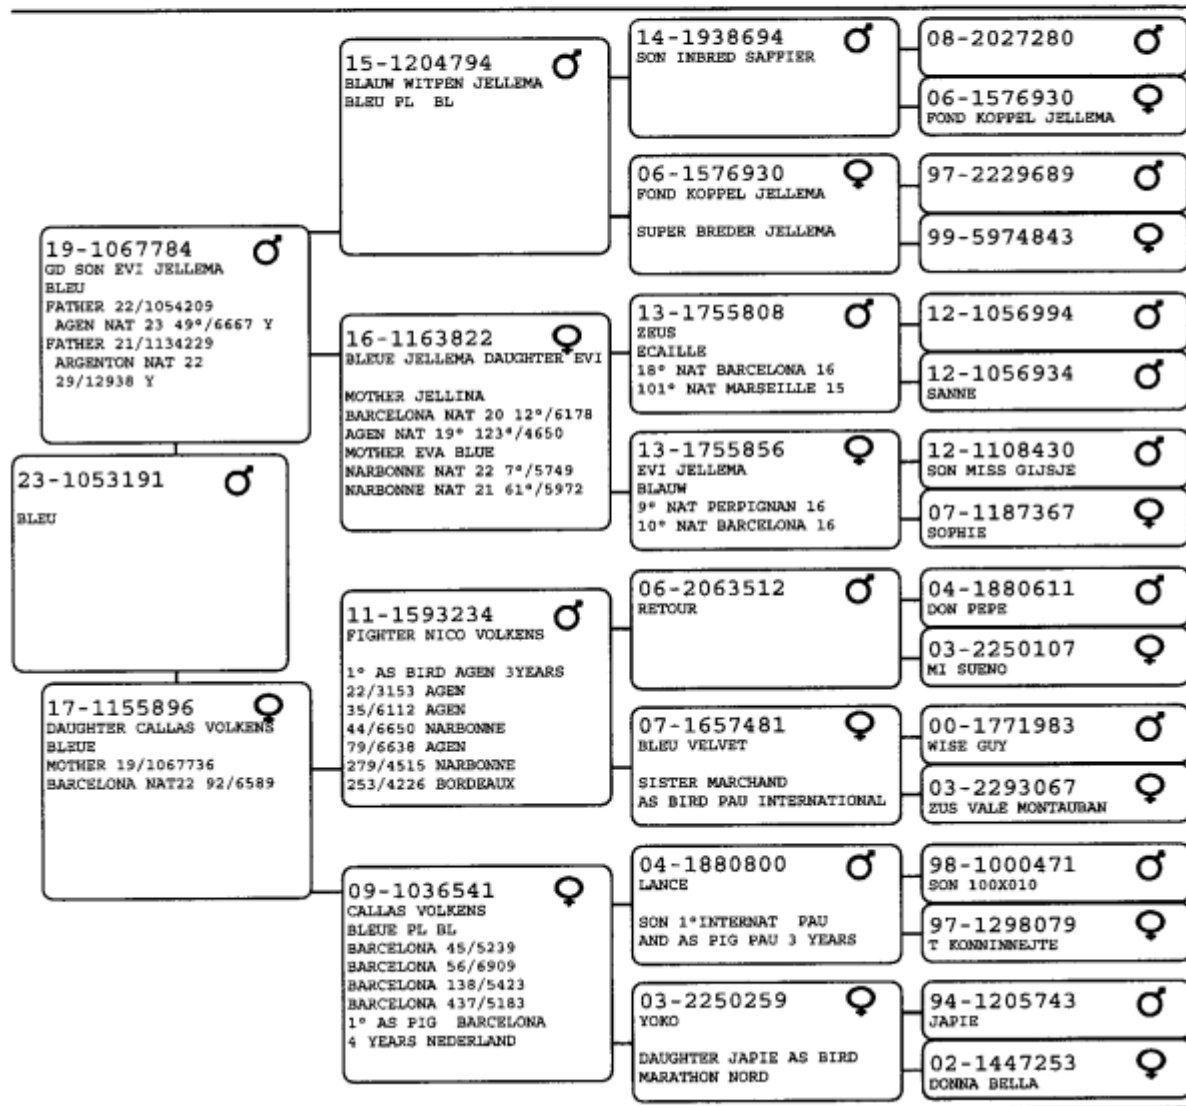 23-1053191 ♂
BLEU
19-1067784 ♂
GD SON EVI JELLEMA
BLEU
FATHER 22/1054209
AGEN NAT 23 49°/6667 Y
FATHER 21/1134229
ARGENTON NAT 22
29/12938 Y
17-1155896 ♀
DAUGHTER CALLAS VOLKENS
BLEUE
MOTHER 19/1067736
BARCELONA NAT22 92/6589
15-1204794 ♂
BLAUW WITPEN JELLEMA
BLEU PL BL
16-1163822 ♀
BLEUE JELLEMA DAUGHTER EVI
MOTHER JELLINA
BARCELONA NAT 20 12°/6178
AGEN NAT 19° 123°/4650
MOTHER EVA BLUE
NARBONNE NAT 22 7°/5749
NARBONNE NAT 21 61°/5972
11-1593234 ♂
FIGHTER NICO VOLKENS
1° AS BIRD AGEN 3YEARS
22/3153 AGEN
35/6112 AGEN
44/6650 NARBONNE
79/6638 AGEN
279/4515 NARBONNE
253/4226 BORDEAUX
09-1036541 ♀
CALLAS VOLKENS
BLEUE PL BL
BARCELONA 45/5239
BARCELONA 56/6909
BARCELONA 138/5423
BARCELONA 437/5183
1° AS PIG BARCELONA
4 YEARS NEDERLAND
14-1938694 ♂
SON INBRED SAFFIER
06-1576930 ♀
FOND KOPPEL JELLEMA
SUPER BREDER JELLEMA
13-1755808 ♂
ZEUS
ECAILLE
18° NAT BARCELONA 16
101° NAT MARSEILLE 15
13-1755856 ♀
EVI JELLEMA
BLAUW
9° NAT PERPIGNAN 16
10° NAT BARCELONA 16
06-2063512 ♂
RETOUR
07-1657481 ♀
BLEU VELVET
SISTER MARCHAND
AS BIRD PAU INTERNATIONAL
04-1880800 ♂
LANCE
SON 1°INTERNAT PAU
AND AS PIG PAU 3 YEARS
03-2250259 ♀
YOKO
DAUGHTER JAPIE AS BIRD
MARATHON NORD
08-2027280 ♂
06-1576930 ♀
FOND KOPPEL JELLEMA
97-2229689 ♂
99-5974843 ♀
12-1056994 ♂
12-1056934 ♂
SANNE
12-1108430 ♂
SON MISS GIJSJE
07-1187367 ♀
SOPHIE
04-1880611 ♂
DON PEPE
03-2250107 ♀
MI SUENO
00-1771983 ♂
WISE GUY
03-2293067 ♀
ZUS VALE MONTAUBAN
98-1000471 ♂
SON 100X010
97-1298079 ♀
T KONNINNEJTE
94-1205743 ♂
JAPIE
02-1447253 ♀
DONNA BELLA